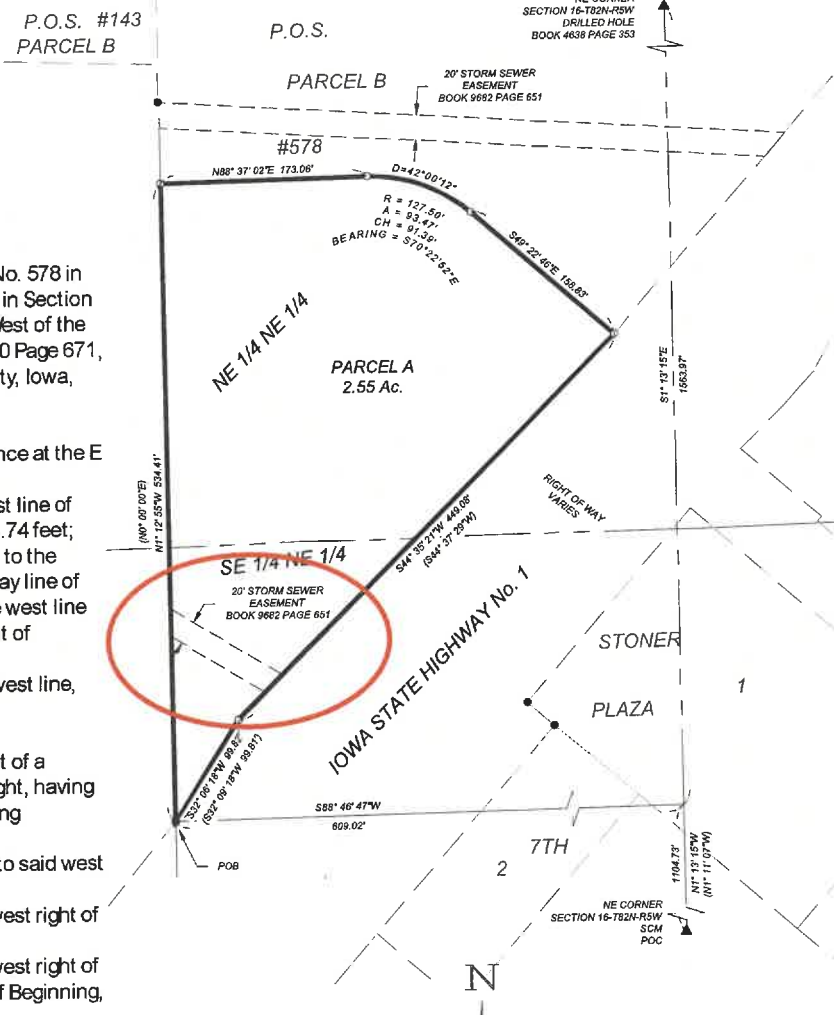 P.O.S. #143
PARCEL B
P.O.S.
PARCEL B
#578
20' STORM SEWER
EASEMENT
BOOK 9682 PAGE 651
NE CORNER
SECTION 16-T82N-R5W
DRILLED HOLE
BOOK 4638 PAGE 353
N88° 37' 02"E 173.06'
D=42°00'12"
R = 127.50'
A = 93.47'
CH = 91.39'
BEARING = S70°22'52"E
S49° 22' 46"E 158.83'
NE 1/4 NE 1/4
PARCEL A
2.55 Ac.
S1° 13' 15"E
1563.97'
(N0° 09' 00"E)
N1° 12' 55"W 534.41'
RIGHT OF WAY
VARIES
S44° 35' 21"W 449.08'
(S44° 37' 29"W)
SE 1/4 NE 1/4
20' STORM SEWER
EASEMENT
BOOK 9682 PAGE 651
IOWA STATE HIGHWAY No. 1
STONER
PLAZA
1
S32° 06' 18"W 99.82'
(S32° 09' 18"W 99.81')
S88° 46' 47"W
609.02'
POB
7TH
2
1104.73'
N1° 13' 15"W
(N1° 11' 07"W)
NE CORNER
SECTION 16-T82N-R5W
SCM
POC
N
No. 578 in
in Section
West of the
0 Page 671,
ty, Iowa,
nce at the E
st line of
.74 feet;
to the
ay line of
e west line
t of
west line,
t of a
ght, having
ng
to said west
west right of
west right of
f Beginning,